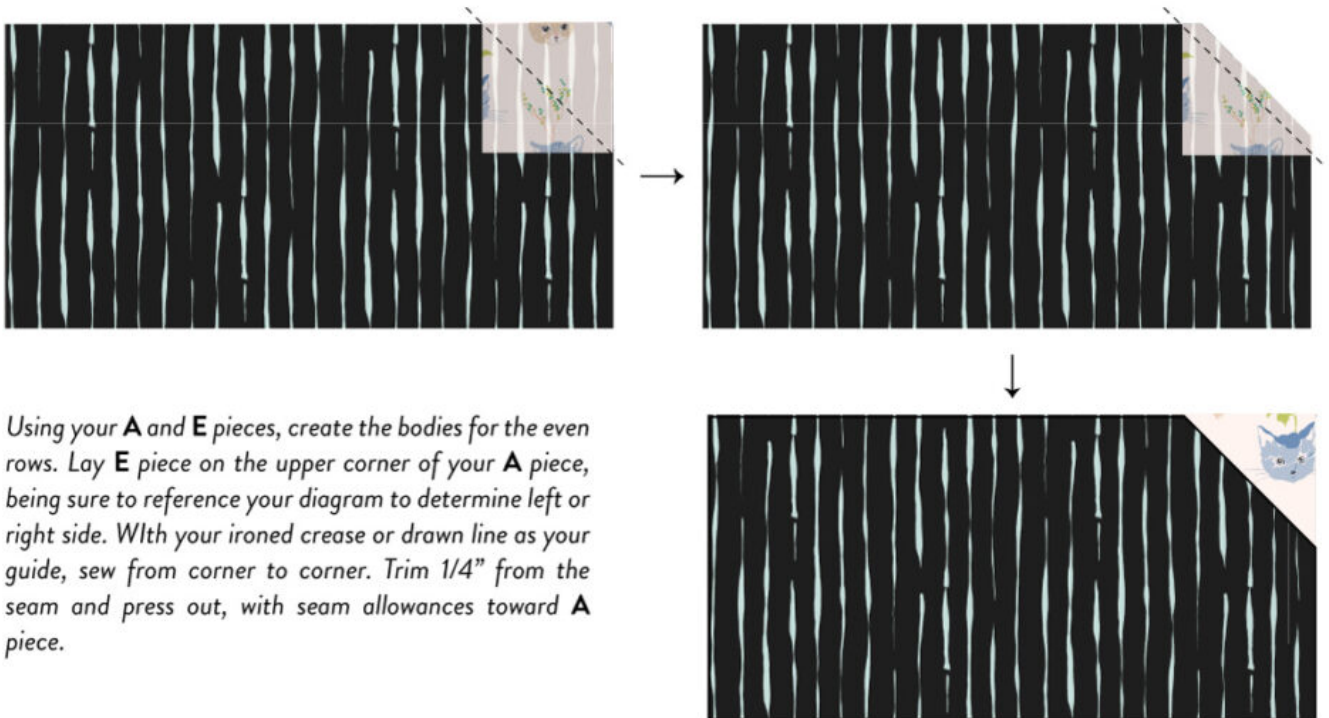 Using your A and E pieces, create the bodies for the even
rows. Lay E piece on the upper corner of your A piece,
being sure to reference your diagram to determine left or
right side. WIth your ironed crease or drawn line as your
guide, sew from corner to corner. Trim 1/4” from the
seam and press out, with seam allowances toward A
piece.